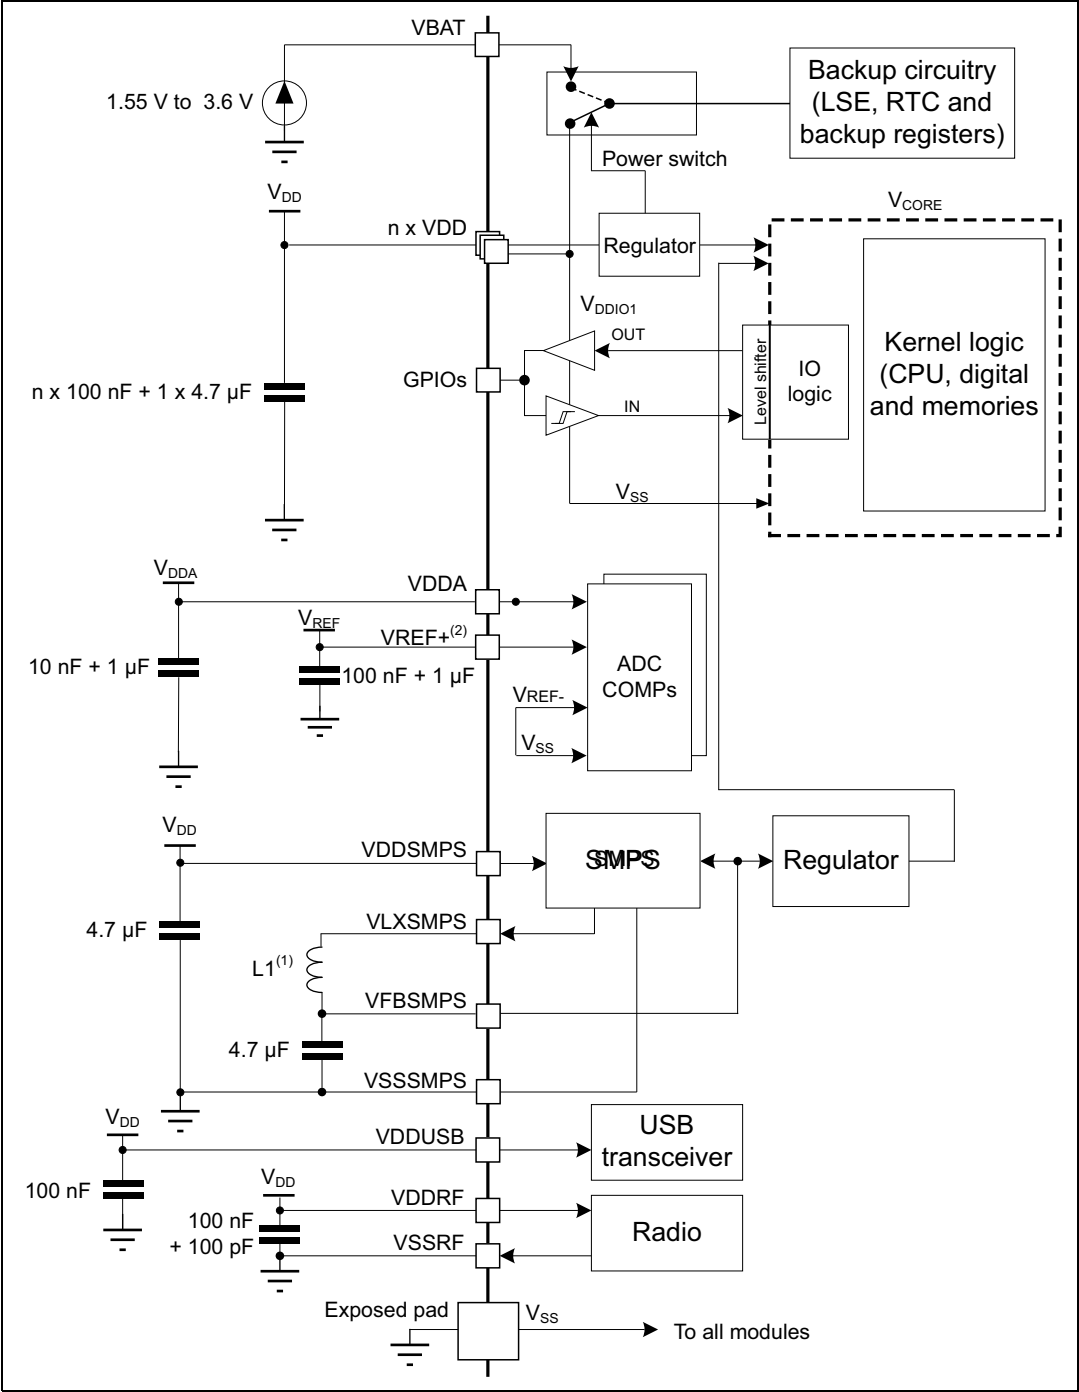 VBAT
1.55 V to 3.6 V
Backup circuitry
(LSE, RTC and
backup registers)
Power switch
VDD
n x VDD
Regulator
VCORE
VDDIO1
OUT
GPIOs
IN
Level shifter
IO
logic
Kernel logic
(CPU, digital
and memories
n x 100 nF + 1 x 4.7 µF
VSS
VDDA
VDDA
VREF
VREF+(2)
10 nF + 1 µF
100 nF + 1 µF
ADC
COMPs
VREF-
VSS
VDD
VDDSMPS
SMPS
Regulator
4.7 µF
VLXSMPS
L1(1)
VFBSMPS
4.7 µF
VSSSMPS
VDD
VDDUSB
USB
transceiver
100 nF
VDD
VDDRF
100 nF
+ 100 pF
Radio
VSSRF
Exposed pad
VSS
To all modules